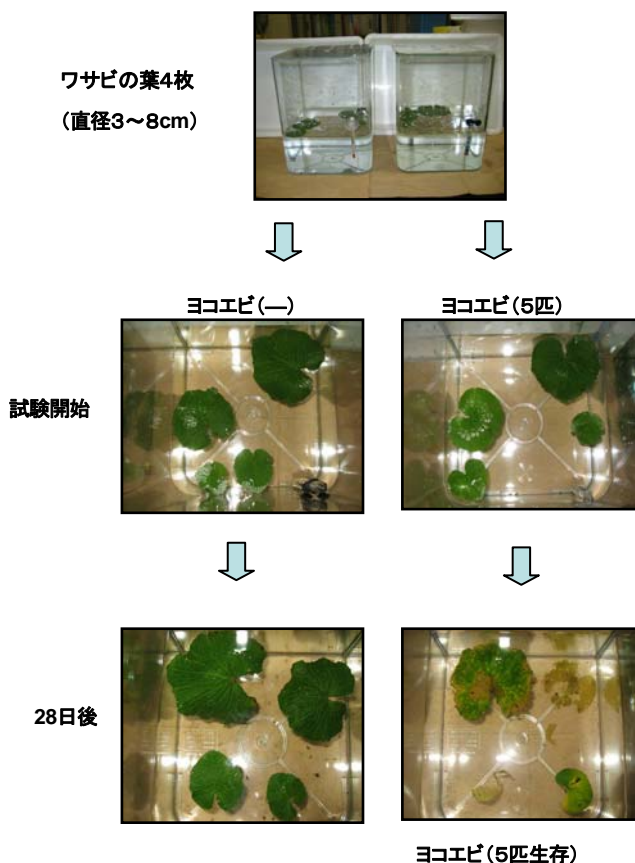 ワサビの葉4枚
（直径3～8cm）
ヨコエビ（―）
ヨコエビ（5匹）
試験開始
28日後
ヨコエビ（5匹生存）